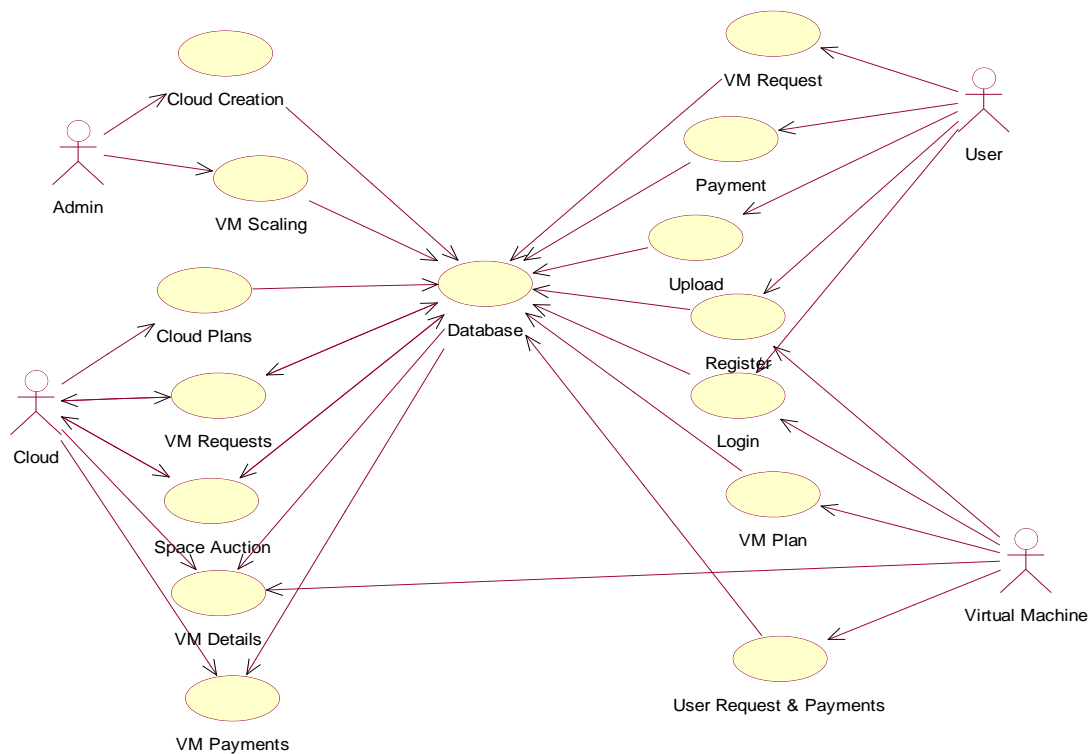 VM Request
Cloud Creation
User
Payment
Admin
VM Scaling
Upload
Database
Cloud Plans
Register
VM Requests
Login
Cloud
VM Plan
Space Auction
Virtual Machine
VM Details
User Request & Payments
VM Payments